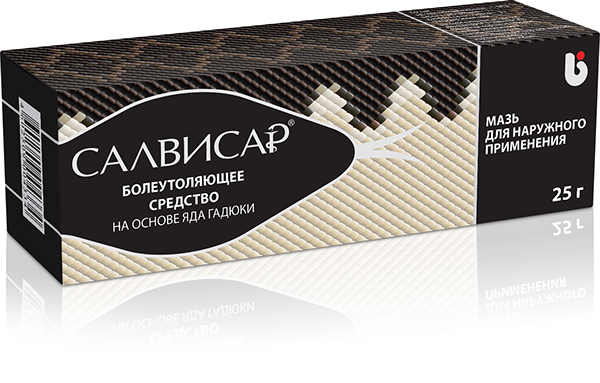 САЛВИСАР®
БОЛЕУТОЛЯЮЩЕЕ
СРЕДСТВО
НА ОСНОВЕ ЯДА ГАДЮКИ
МАЗЬ
ДЛЯ НАРУЖНОГО
ПРИМЕНЕНИЯ
25 г